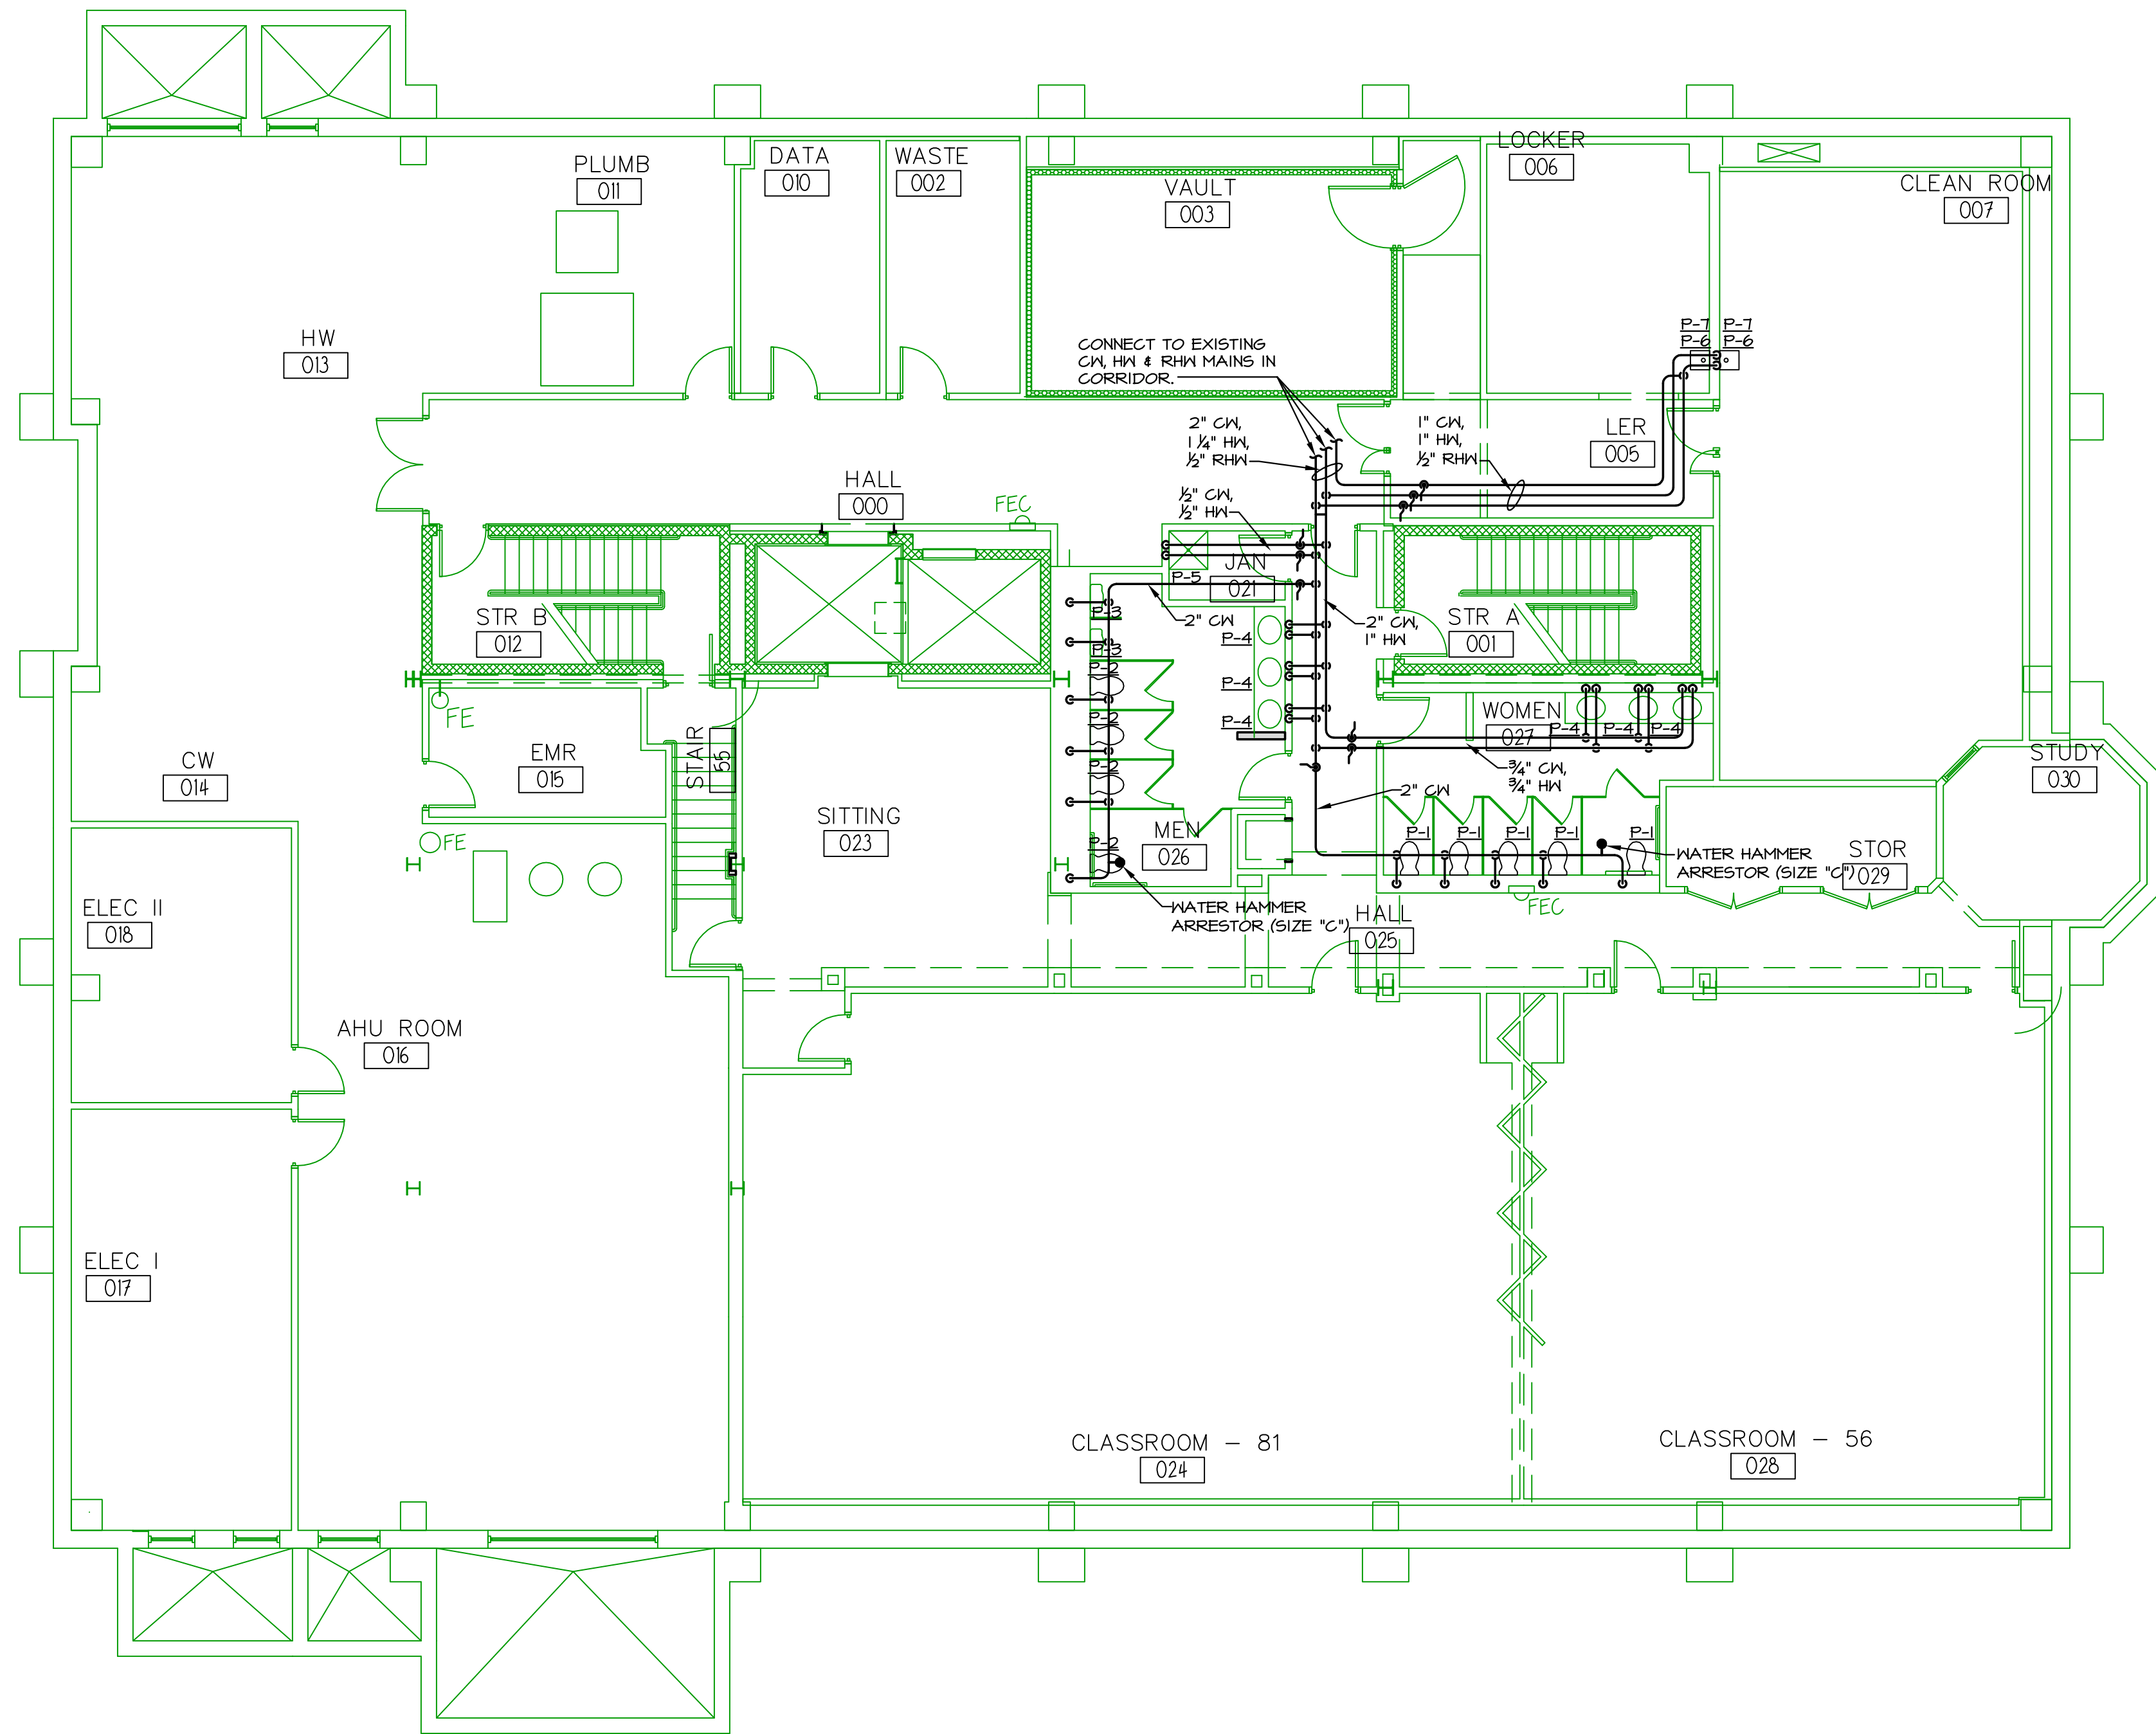 LOCKER
006
PLUMB
011
DATA
010
WASTE
002
VAULT
003
CLEAN ROOM
007
HW
013
CONNECT TO EXISTING
CW, HW & RHW MAINS IN
CORRIDOR.
P-7
P-6
P-7
P-6
2" CW,
1 1/4" HW,
1/2" RHW
1" CW,
1" HW,
1/2" RHW
LER
005
HALL
000
FEC
1/2" CW,
1/2" HW
JAN
021
P-5
STR B
012
P-3
P-3
2" CW
P-4
P-4
P-4
2" CW,
1" HW
STR A
001
P-2
P-2
P-2
P-2
FE
EMR
015
STAIR
55
WOMEN
027
P-4
P-4
P-4
3/4" CW,
3/4" HW
STUDY
030
CW
014
2" CW
SITTING
023
FE
MEN
026
P-1
P-1
P-1
P-1
P-1
WATER HAMMER
ARRESTOR (SIZE "C")
STOR
029
WATER HAMMER
ARRESTOR (SIZE "C")
HALL
025
FEC
ELEC II
018
AHU ROOM
016
ELEC I
017
CLASSROOM - 81
024
CLASSROOM - 56
028